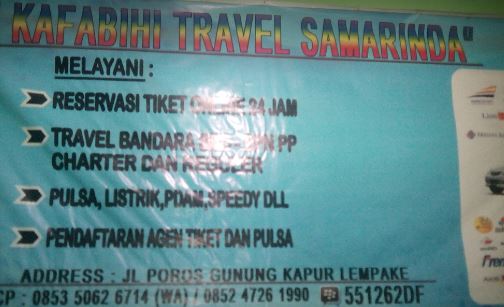 KAFABIHI TRAVEL SAMARINDA"
MELAYANI :
RESERVASI TIKET ONLINE 24 JAM
TRAVEL BANDARA PP
CHARTER DAN REGULER
PULSA, LISTRIK, PDAM, SPEEDY DLL
PENDAFTARAN AGEN TIKET DAN PULSA
ADDRESS : JL POROS GUNUNG KAPUR LEMPAKE
CP : 0853 5062 6714 (WA) / 0852 4726 1990 551262DF